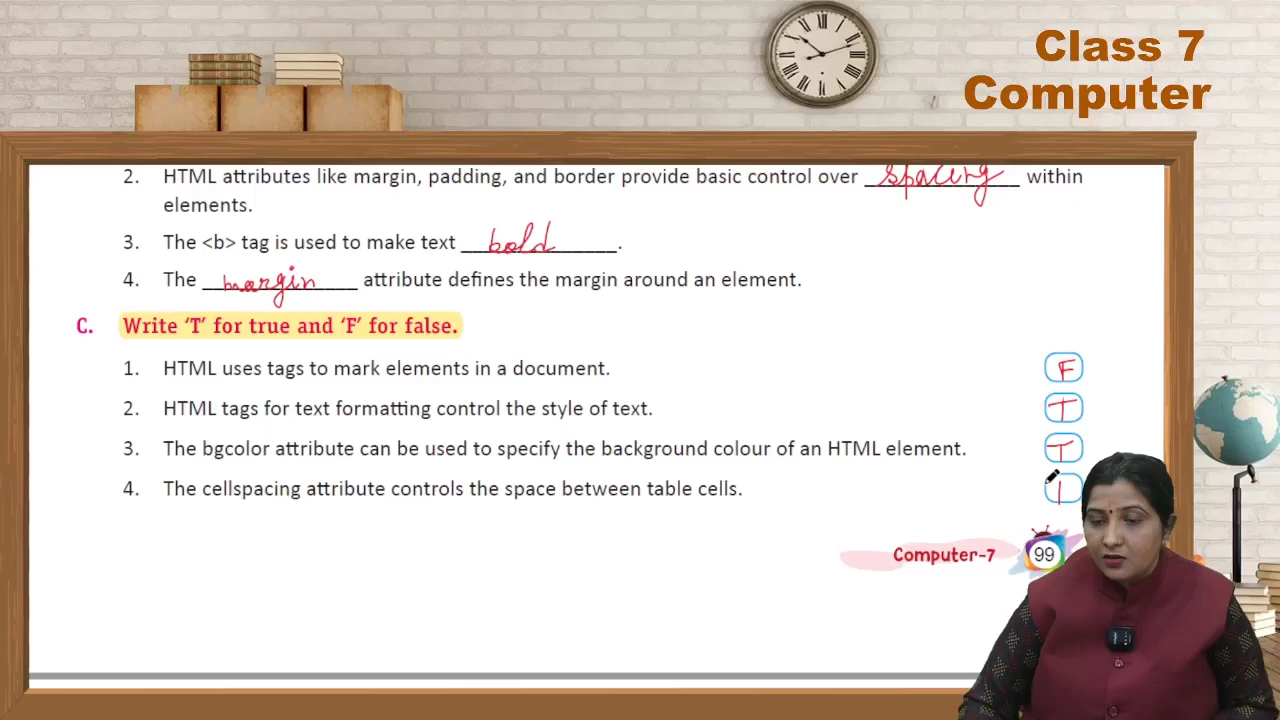 Class 7
Computer
2. HTML attributes like margin, padding, and border provide basic control over spacing within
elements.
3. The <b> tag is used to make text bold.
4. The margin attribute defines the margin around an element.
C. Write ‘T’ for true and ‘F’ for false.
1. HTML uses tags to mark elements in a document. F
2. HTML tags for text formatting control the style of text. T
3. The bgcolor attribute can be used to specify the background colour of an HTML element. T
4. The cellspacing attribute controls the space between table cells.
Computer-7 99